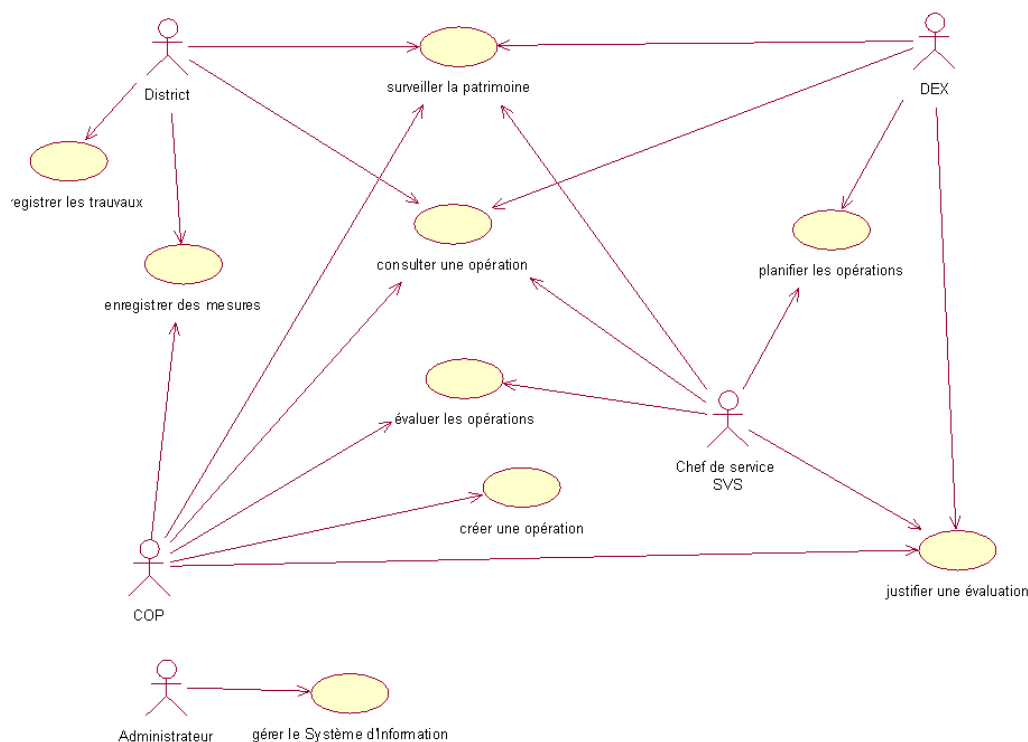 District
DEX
surveiller la patrimoine
registrer les trauvaux
consulter une opération
planifier les opérations
enregistrer des mesures
évaluer les opérations
Chef de service
SVS
créer une opération
justifier une évaluation
COP
Administrateur
gérer le Système d'Information